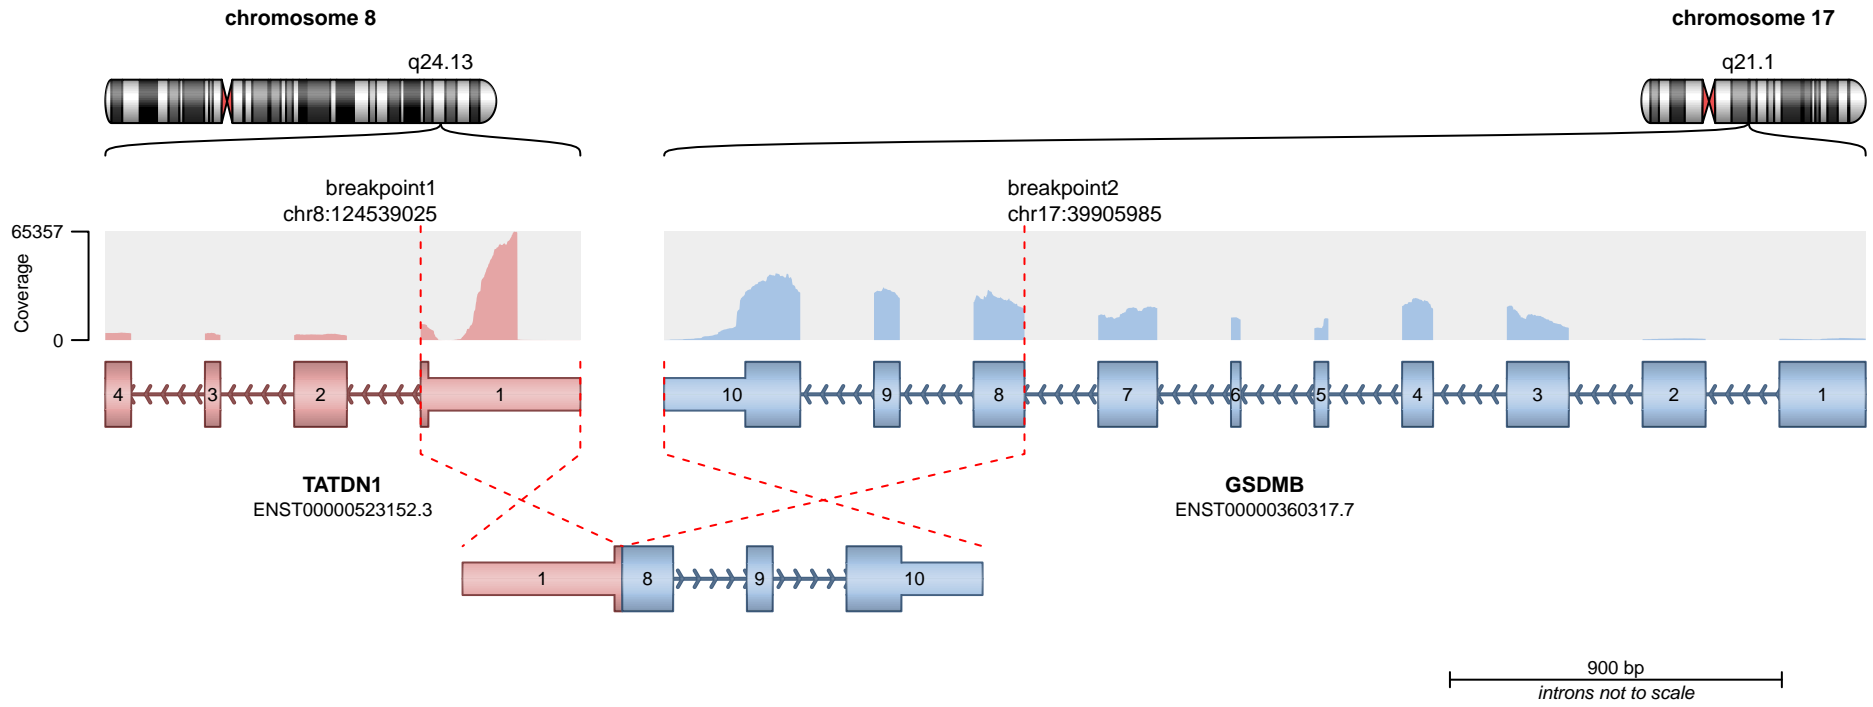 chromosome 8
chromosome 17
q24.13
q21.1
breakpoint1
chr8:124539025
breakpoint2
chr17:39905985
65357
Coverage
0
4
3
2
1
10
9
8
7
6
5
4
3
2
1
TATDN1
ENST00000523152.3
GSDMB
ENST00000360317.7
1
8
9
10
900 bp
introns not to scale